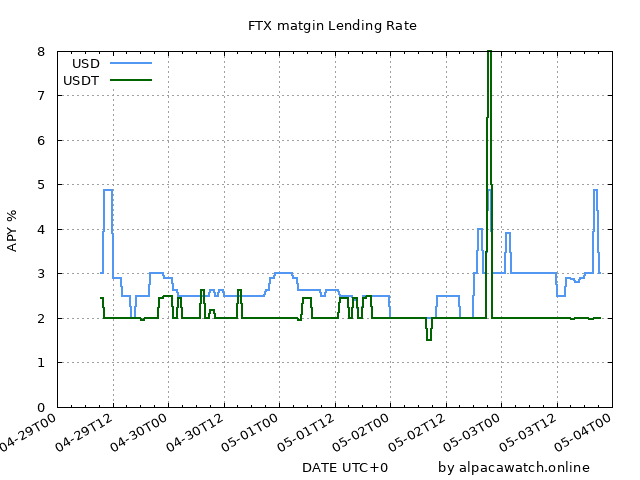 FTX matgin Lending Rate
USD
USDT
8
7
6
5
4
3
2
1
0
APY %
04-29T00
04-29T12
04-30T00
04-30T12
05-01T00
05-01T12
05-02T00
05-02T12
05-03T00
05-03T12
05-04T00
DATE UTC+0
by alpacawatch.online